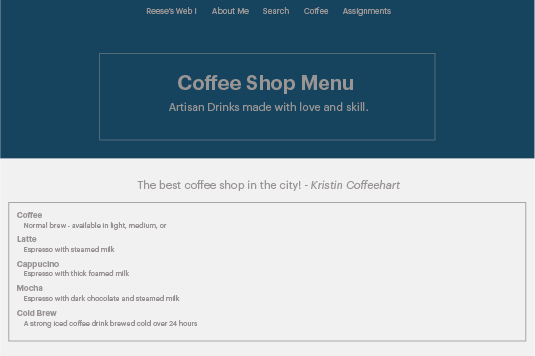 Reese's Web I
About Me
Search
Coffee
Assignments
Coffee Shop Menu
Artisan Drinks made with love and skill.
The best coffee shop in the city! - Kristin Coffeehart
Coffee
Normal brew - available in light, medium, or
Latte
Espresso with steamed milk
Cappucino
Espresso with thick foamed milk
Mocha
Espresso with dark chocolate and steamed milk
Cold Brew
A strong iced coffee drink brewed cold over 24 hours